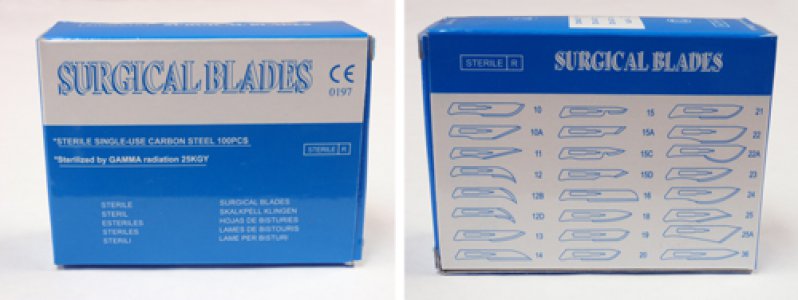 SURGICAL BLADES
CE
0197
*STERILE SINGLE-USE CARBON STEEL 100PCS
*Sterilized by GAMMA radiation 25KGY
STERILE R
STERILE SURGICAL BLADES
STERIL SKALKPELL KLINGEN
ESTERILES HOJAS DE BISTURIES
STERILES LAMES DE BISTOURIS
STERILI LAME PER BISTURI
STERILE R
SURGICAL BLADES
10 15 21
10A 15A 22
11 15C 22A
12 15D 23
12B 16 24
12D 18 25
13 19 25A
14 20 36